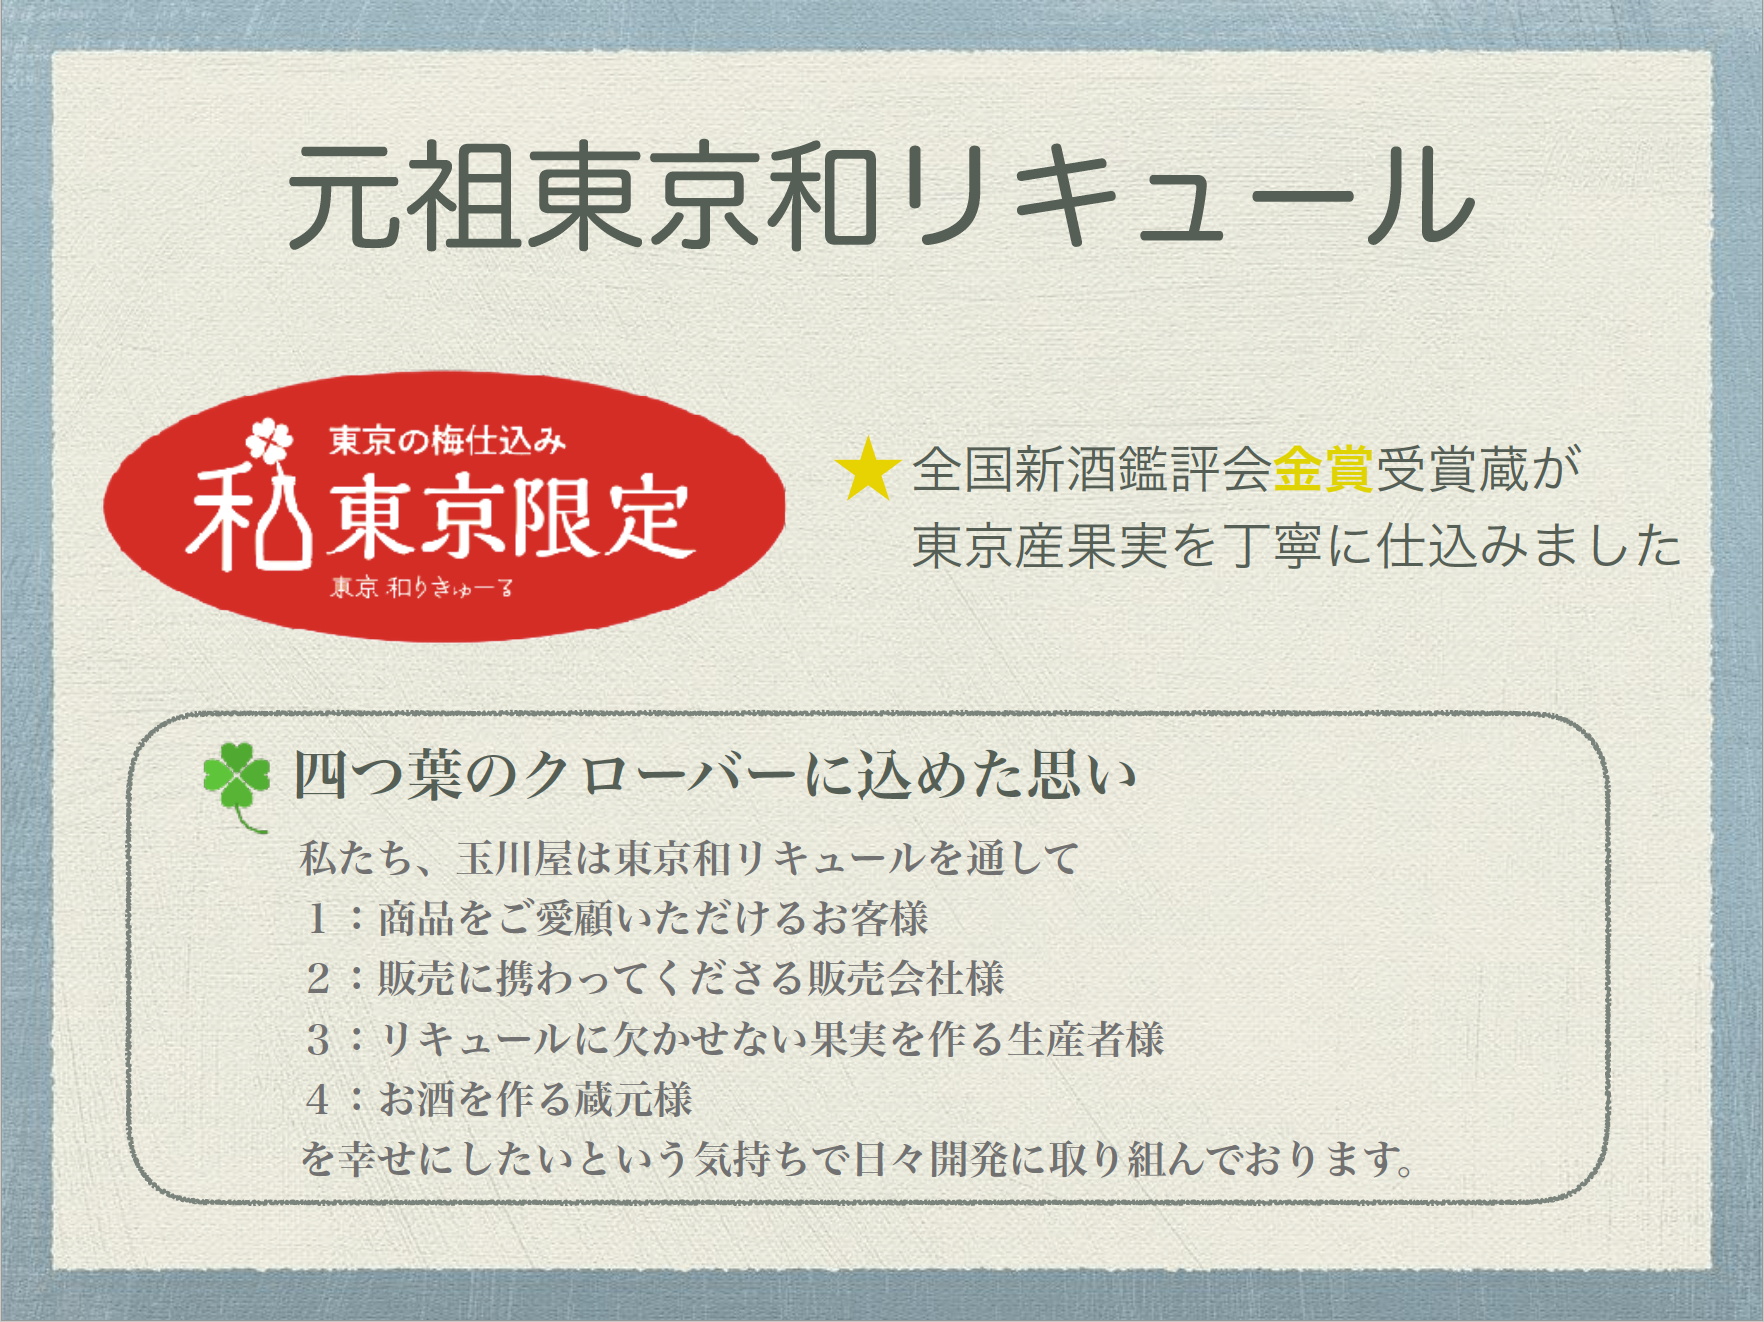 元祖東京和リキュール
東京の梅仕込み
私 東京限定
東京 和りきゅーる
★全国新酒鑑評会金賞受賞蔵が
東京産果実を丁寧に仕込みました
四つ葉のクローバーに込めた思い
私たち、玉川屋は東京和リキュールを通して
１：商品をご愛顧いただけるお客様
２：販売に携わってくださる販売会社様
３：リキュールに欠かせない果実を作る生産者様
４：お酒を作る蔵元様
を幸せにしたいという気持ちで日々開発に取り組んでおります。